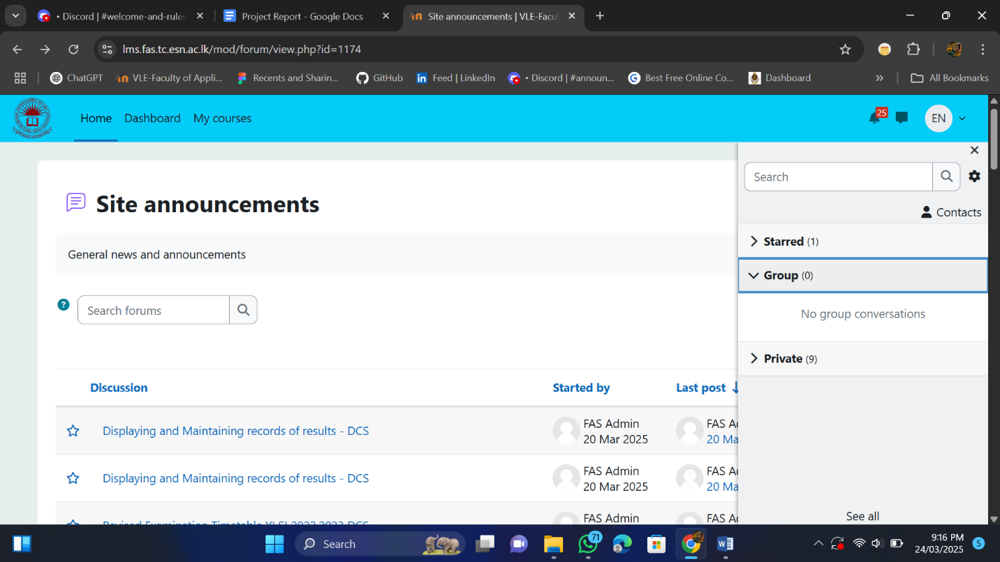 • Discord | #welcome-and-rules
Project Report - Google Docs
Site announcements | VLE-Facul
lms.fas.tc.esn.ac.lk/mod/forum/view.php?id=1174
ChatGPT
VLE-Faculty of Appli...
Recents and Sharin...
GitHub
Feed | LinkedIn
• Discord | #announ...
Best Free Online Co...
Dashboard
All Bookmarks
Home
Dashboard
My courses
25
EN
Search
Contacts
Site announcements
General news and announcements
Starred (1)
Group (0)
No group conversations
Private (9)
See all
Search forums
Discussion
Started by
Last post
Displaying and Maintaining records of results - DCS
FAS Admin
20 Mar 2025
FAS A
20 Ma
Displaying and Maintaining records of results - DCS
FAS Admin
20 Mar 2025
FAS A
20 Ma
FAS Admin
FAS A
Search
71
9:16 PM
24/03/2025
5